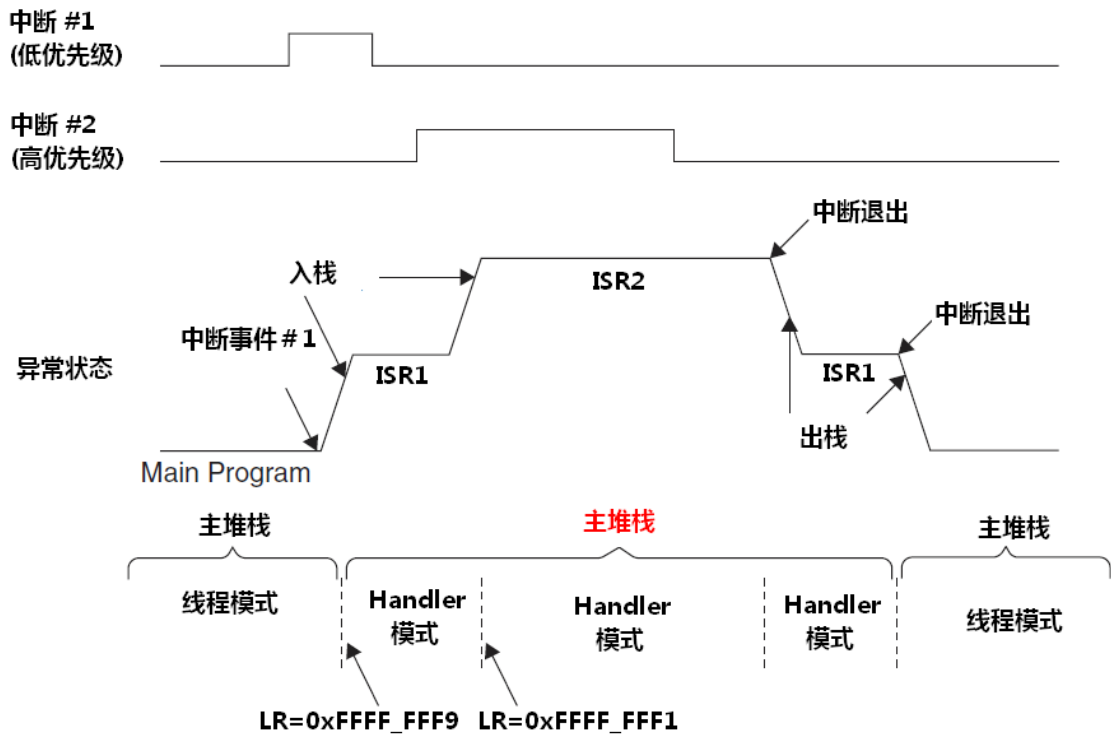 中断 #1
(低优先级)
中断 #2
(高优先级)
中断退出
入栈
ISR2
中断事件#1
中断退出
异常状态
ISR1
ISR1
出栈
Main Program
主堆栈
主堆栈
主堆栈
线程模式
Handler
模式
Handler
模式
Handler
模式
线程模式
LR=0xFFFF_FFF9
LR=0xFFFF_FFF1